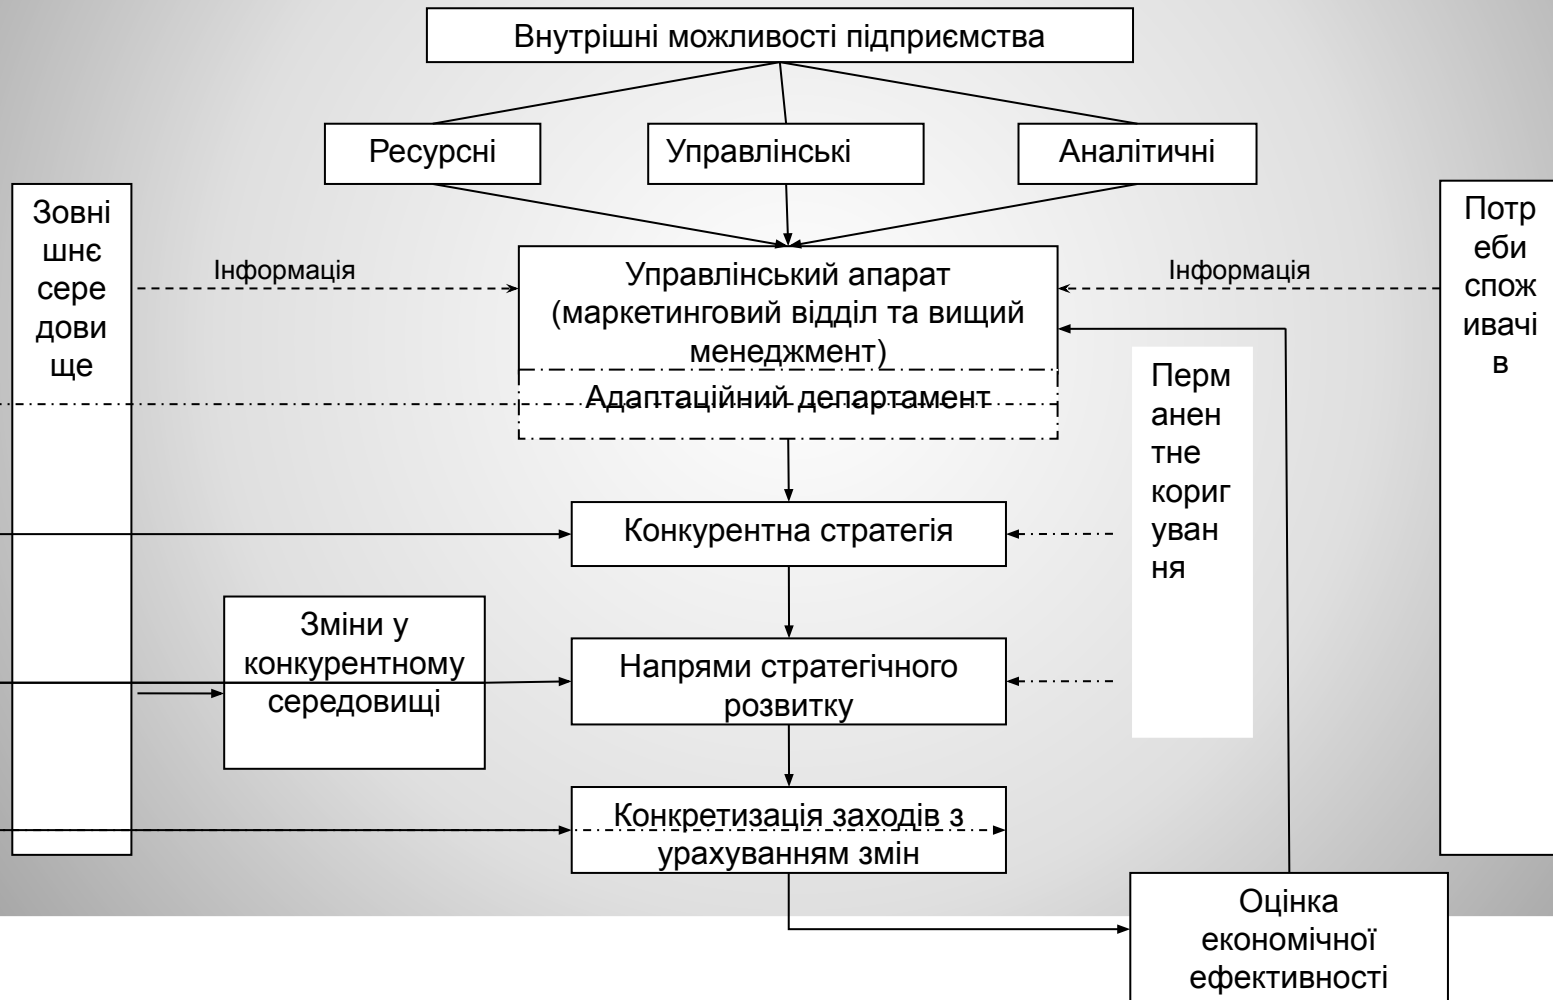 Внутрішні можливості підприємства
Ресурсні
Управлінські
Аналітичні
Зовні
шнє
сере
дови
ще
Інформація
Управлінський апарат
(маркетинговий відділ та вищий
менеджмент)
Адаптаційний департамент
Інформація
Потр
еби
спож
ивачі
в
Перм
анен
тне
кориг
уван
ня
Конкурентна стратегія
Зміни у
конкурентному
середовищі
Напрями стратегічного
розвитку
Конкретизація заходів з
урахуванням змін
Оцінка
економічної
ефективності